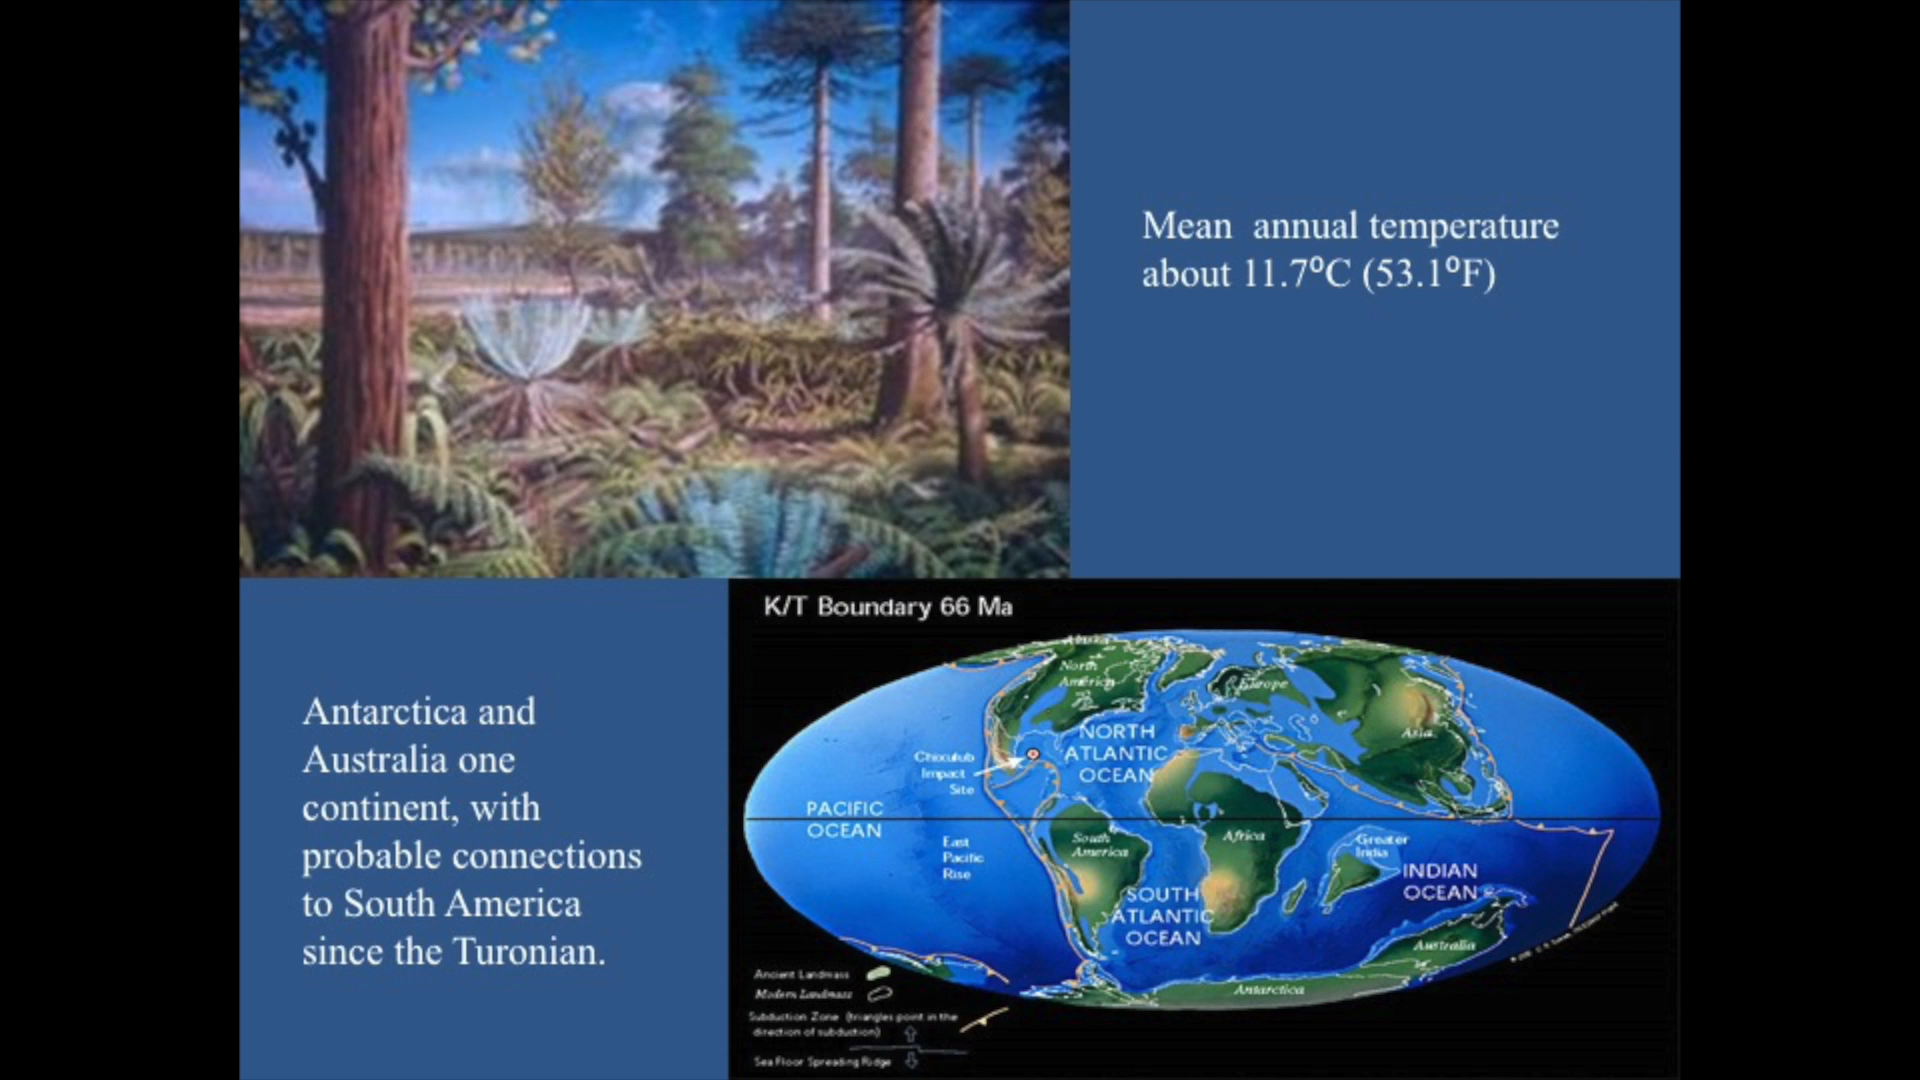 Mean annual temperature
about 11.7⁰C (53.1⁰F)
Antarctica and
Australia one
continent, with
probable connections
to South America
since the Turonian.
K/T Boundary 66 Ma
Alaska
North
America
Europe
Asia
NORTH
ATLANTIC
OCEAN
Chicxulub
Impact
Site
PACIFIC
OCEAN
East
Pacific
Rise
South
America
Africa
Greater
India
INDIAN
OCEAN
SOUTH
ATLANTIC
OCEAN
Australia
Antarctica
Ancient Landmass
Modern Landmass
Subduction Zone (triangles point in the
direction of subduction)
Sea Floor Spreading Ridge